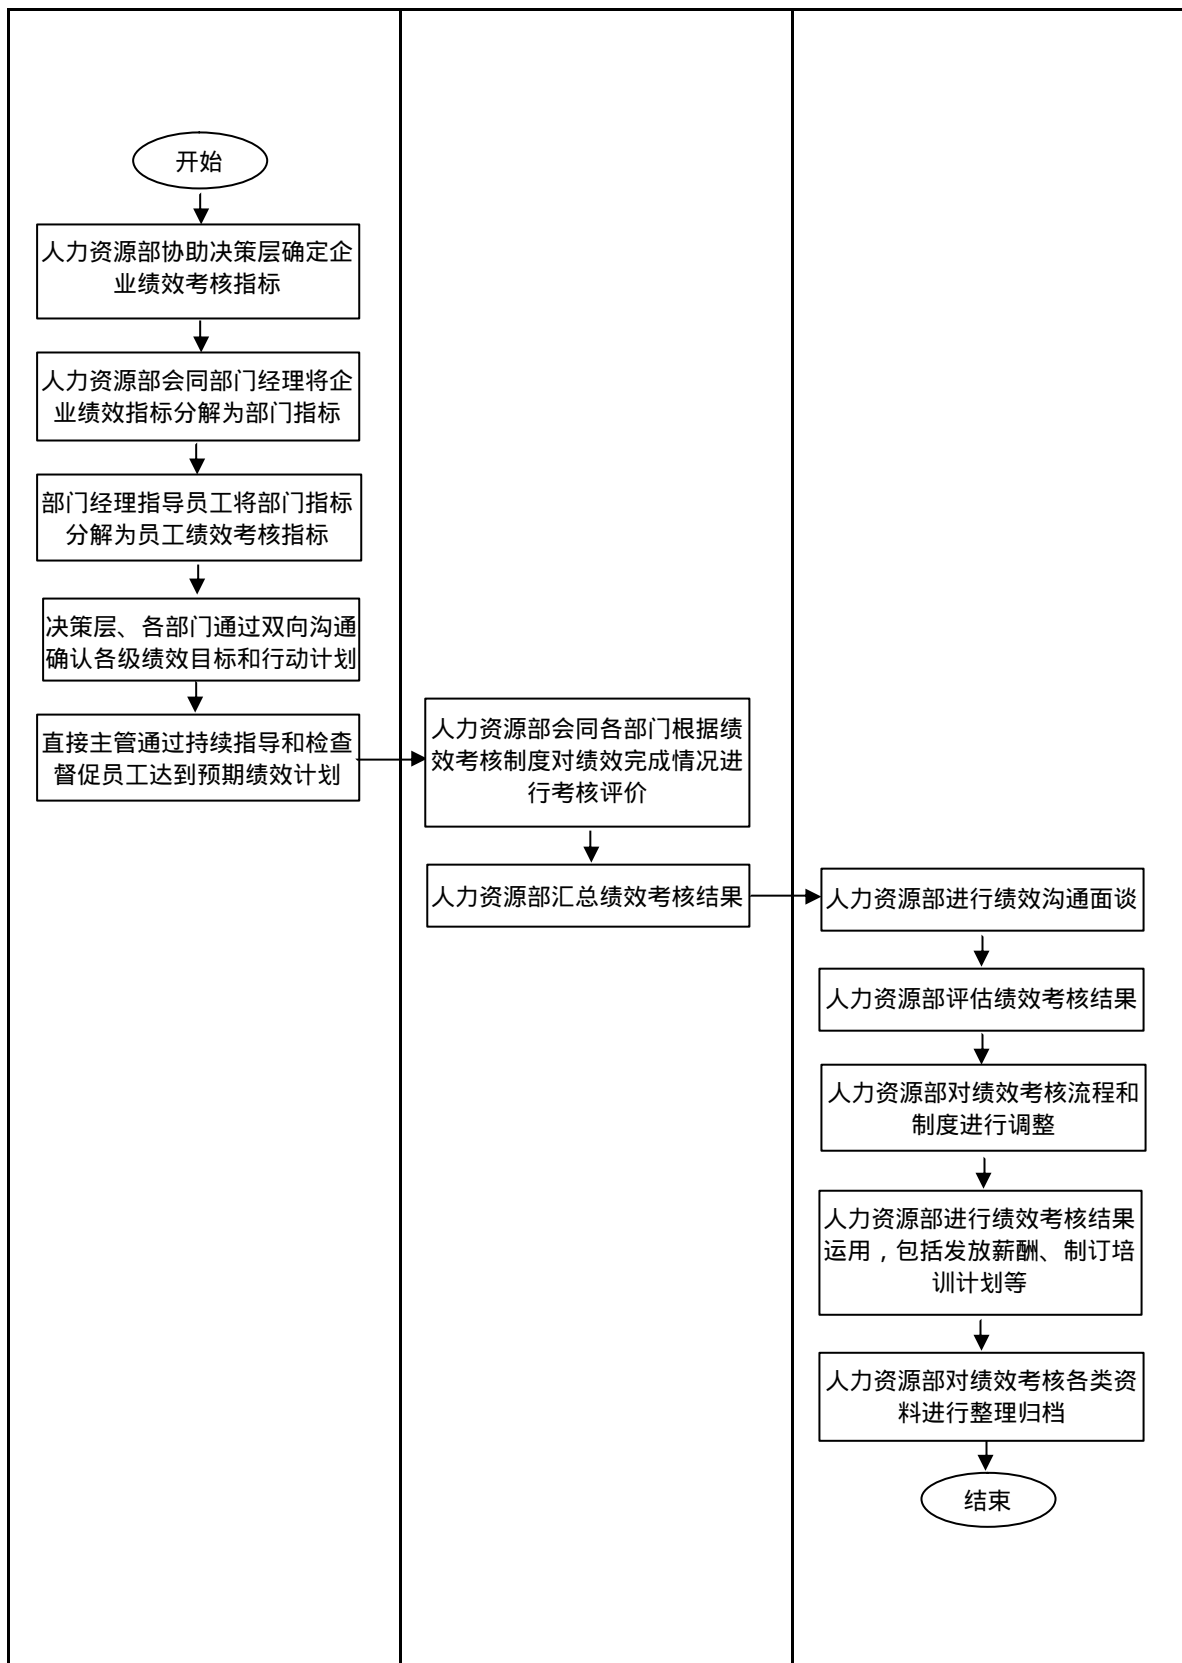 开始
人力资源部协助决策层确定企
业绩效考核指标
人力资源部会同部门经理将企
业绩效指标分解为部门指标
部门经理指导员工将部门指标
分解为员工绩效考核指标
决策层、各部门通过双向沟通
确认各级绩效目标和行动计划
直接主管通过持续指导和检查
督促员工达到预期绩效计划
人力资源部会同各部门根据绩
效考核制度对绩效完成情况进
行考核评价
人力资源部汇总绩效考核结果
人力资源部进行绩效沟通面谈
人力资源部评估绩效考核结果
人力资源部对绩效考核流程和
制度进行调整
人力资源部进行绩效考核结果
运用，包括发放薪酬、制订培
训计划等
人力资源部对绩效考核各类资
料进行整理归档
结束